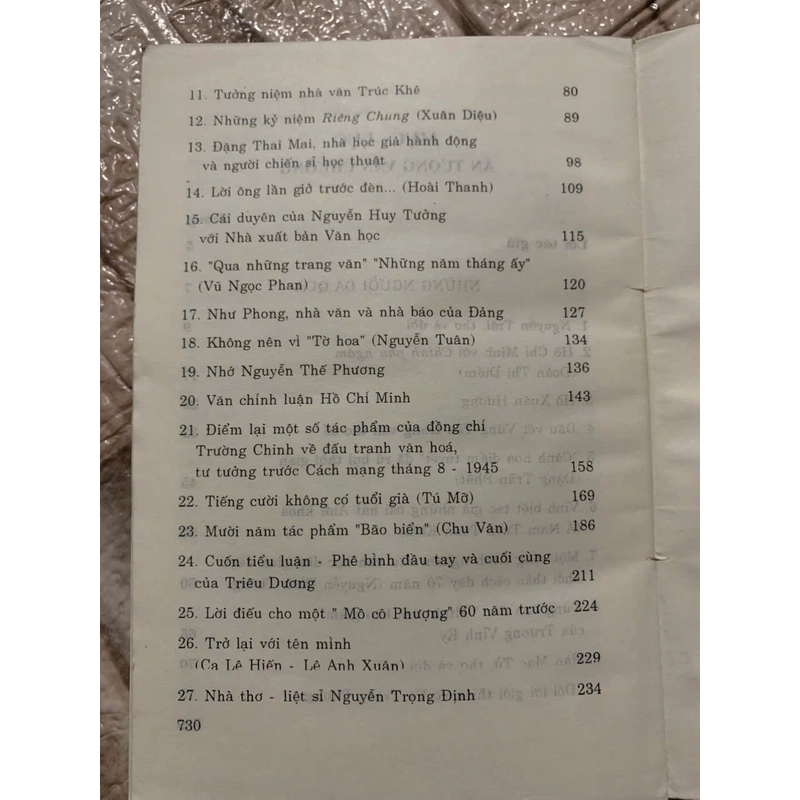 11. Tưởng niệm nhà văn Trúc Khê 80
12. Những kỷ niệm Riêng Chung (Xuân Diệu) 89
13. Đặng Thai Mai, nhà học giả hành động
và người chiến sĩ học thuật 98
14. Lời ông lần giở trước đèn... (Hoài Thanh) 109
15. Cái duyên của Nguyễn Huy Tưởng
với Nhà xuất bản Văn học 115
16. "Qua những trang văn" "Những năm tháng ấy"
(Vũ Ngọc Phan) 120
17. Như Phong, nhà văn và nhà báo của Đảng 127
18. Không nên vì "Tờ hoa" (Nguyễn Tuân) 134
19. Nhớ Nguyễn Thế Phương 136
20. Văn chính luận Hồ Chí Minh 143
21. Điểm lại một số tác phẩm của đồng chí
Trường Chinh về đấu tranh văn hoá,
tư tưởng trước Cách mạng tháng 8 - 1945 158
22. Tiếng cười không có tuổi già (Tú Mỡ) 169
23. Mười năm tác phẩm "Bão biển" (Chu Văn) 186
24. Cuốn tiểu luận - Phê bình đầu tay và cuối cùng
của Triêu Dương 211
25. Lời điếu cho một " Mồ cô Phượng" 60 năm trước 224
26. Trở lại với tên mình
(Ca Lê Hiến - Lê Anh Xuân) 229
27. Nhà thơ - liệt sĩ Nguyễn Trọng Định 234
730